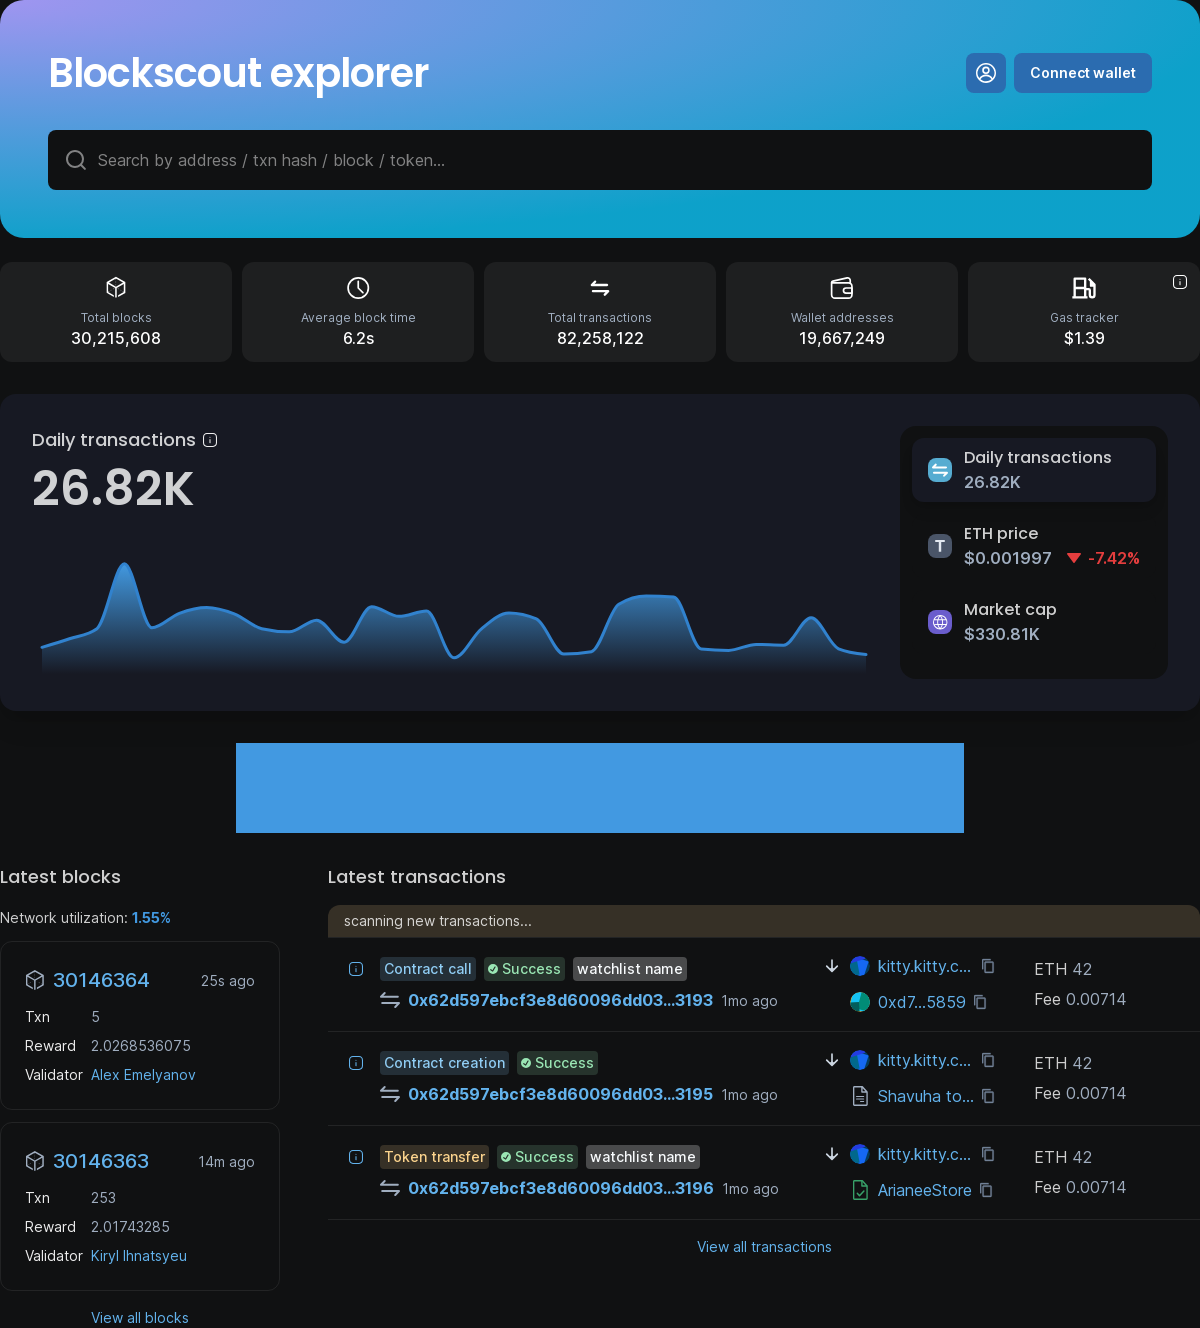 Blockscout explorer
Connect wallet
Search by address / txn hash / block / token...
Total blocks
30,215,608
Average block time
6.2s
Total transactions
82,258,122
Wallet addresses
19,667,249
Gas tracker
$1.39
Daily transactions
26.82K
Daily transactions
26.82K
T
ETH price
$0.001997 -7.42%
Market cap
$330.81K
Latest blocks
Network utilization: 1.55%
30146364 25s ago
Txn 5
Reward 2.0268536075
Validator Alex Emelyanov
30146363 14m ago
Txn 253
Reward 2.01743285
Validator Kiryl Ihnatsyeu
View all blocks
Latest transactions
scanning new transactions...
Contract call Success watchlist name
0x62d597ebcf3e8d60096dd03...3193 1mo ago
kitty.kitty.c...
0xd7...5859
ETH 42
Fee 0.00714
Contract creation Success
0x62d597ebcf3e8d60096dd03...3195 1mo ago
kitty.kitty.c...
Shavuha to...
ETH 42
Fee 0.00714
Token transfer Success watchlist name
0x62d597ebcf3e8d60096dd03...3196 1mo ago
kitty.kitty.c...
ArianeeStore
ETH 42
Fee 0.00714
View all transactions